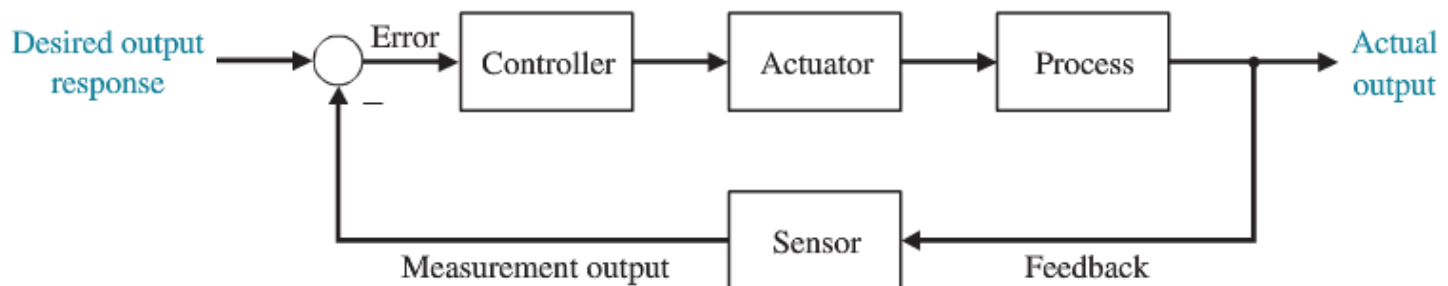 Desired output
response
Error
−
Controller
Actuator
Process
Actual
output
Sensor
Measurement output
Feedback